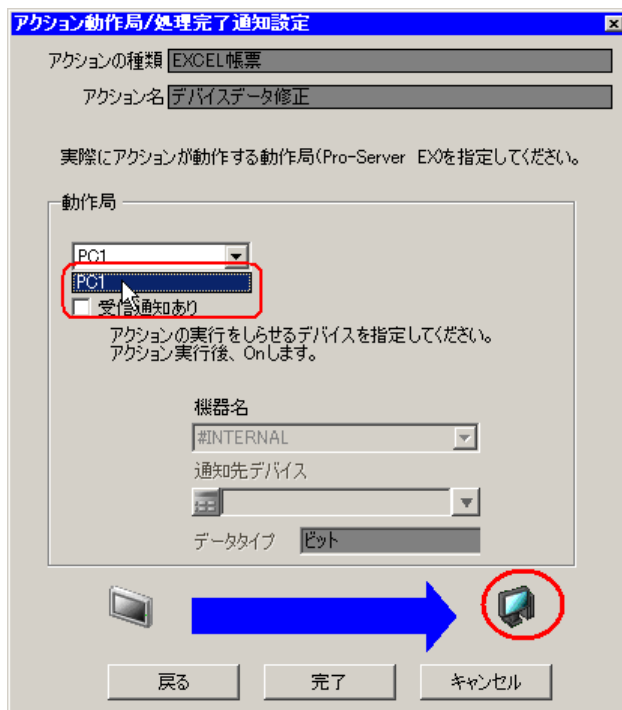 アクション動作局/処理完了通知設定
アクションの種類 EXCEL帳票
アクション名 デバイスデータ修正
実際にアクションが動作する動作局(Pro-Server EX)を指定してください。
動作局
PC1
PC1
受信通知あり
アクションの実行をしらせるデバイスを指定してください。
アクション実行後、Onします。
機器名
#INTERNAL
通知先デバイス
データタイプ ビット
戻る 完了 キャンセル